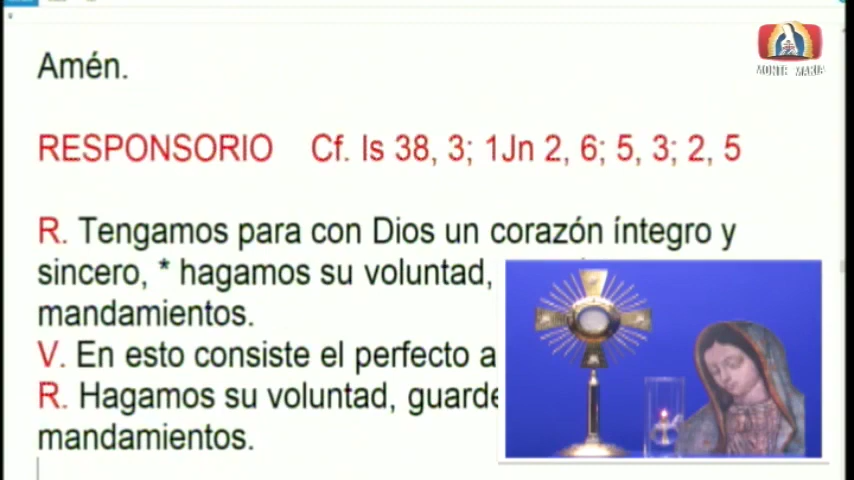 MONTE MARIA
Amén.
RESPONSORIO Cf. Is 38, 3; 1Jn 2, 6; 5, 3; 2, 5
R. Tengamos para con Dios un corazón íntegro y
sincero, * hagamos su voluntad,
mandamientos.
V. En esto consiste el perfecto
R. Hagamos su voluntad,
mandamientos.